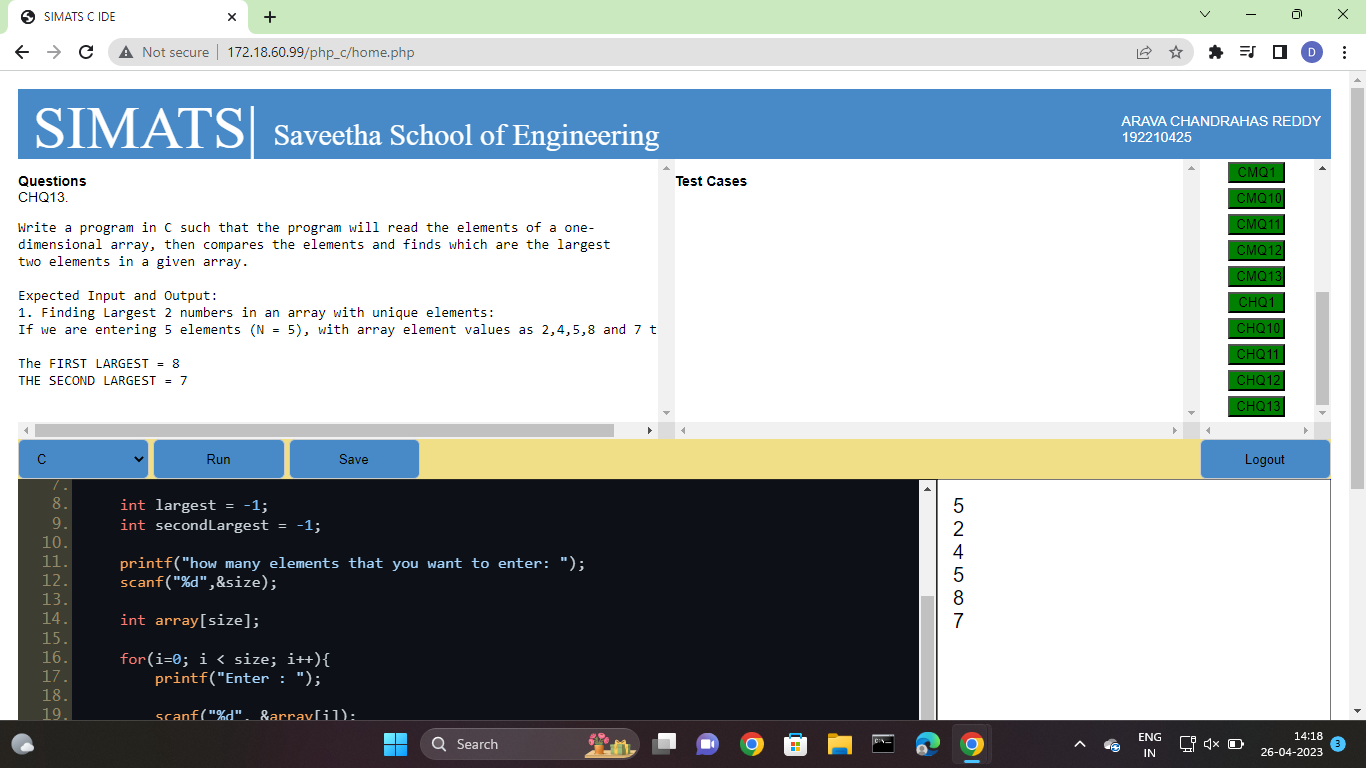 SIMATS C IDE
Not secure
172.18.60.99/php_c/home.php
D
SIMATS| Saveetha School of Engineering
ARAVA CHANDRAHAS REDDY
192210425
Questions
CHQ13.
Write a program in C such that the program will read the elements of a one-
dimensional array, then compares the elements and finds which are the largest
two elements in a given array.
Expected Input and Output:
1. Finding Largest 2 numbers in an array with unique elements:
If we are entering 5 elements (N = 5), with array element values as 2,4,5,8 and 7 t
The FIRST LARGEST = 8
THE SECOND LARGEST = 7
Test Cases
CMQ1
CMQ10
CMQ11
CMQ12
CMQ13
CHQ1
CHQ10
CHQ11
CHQ12
CHQ13
C
Run
Save
Logout
7.
8. int largest = -1;
9. int secondLargest = -1;
10.
11. printf("how many elements that you want to enter: ");
12. scanf("%d",&size);
13.
14. int array[size];
15.
16. for(i=0; i < size; i++){
17. printf("Enter : ");
18.
19. scanf("%d", &array[i]);
5
2
4
5
8
7
Search
ENG
IN
14:18
26-04-2023
3